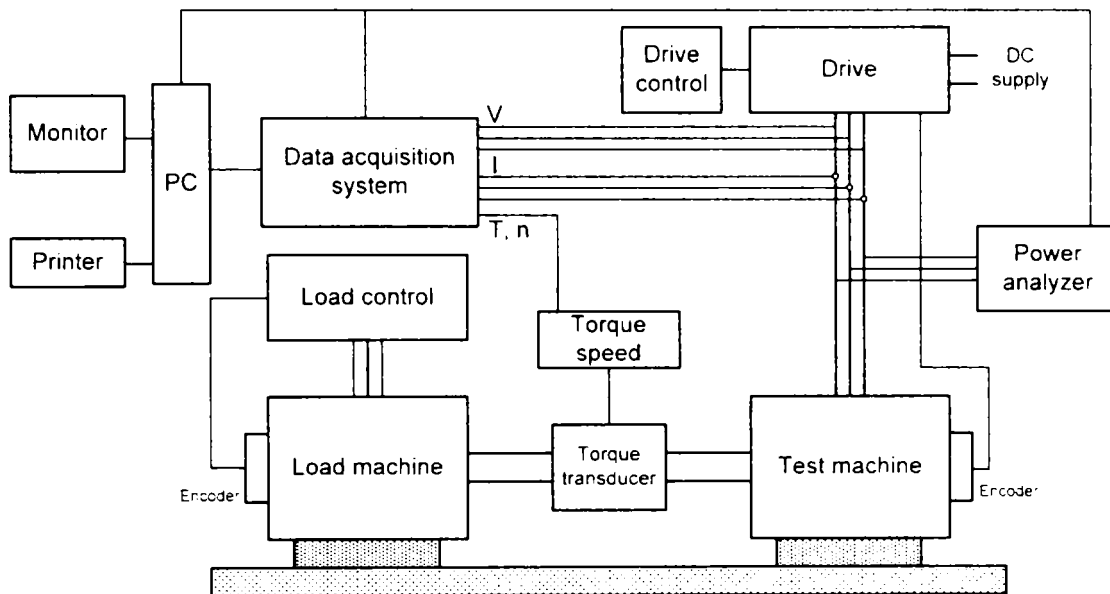 Drive
control
Drive
DC
supply
Monitor
PC
Data acquisition
system
V
I
T, n
Printer
Load control
Torque
speed
Power
analyzer
Load machine
Torque
transducer
Test machine
Encoder
Encoder